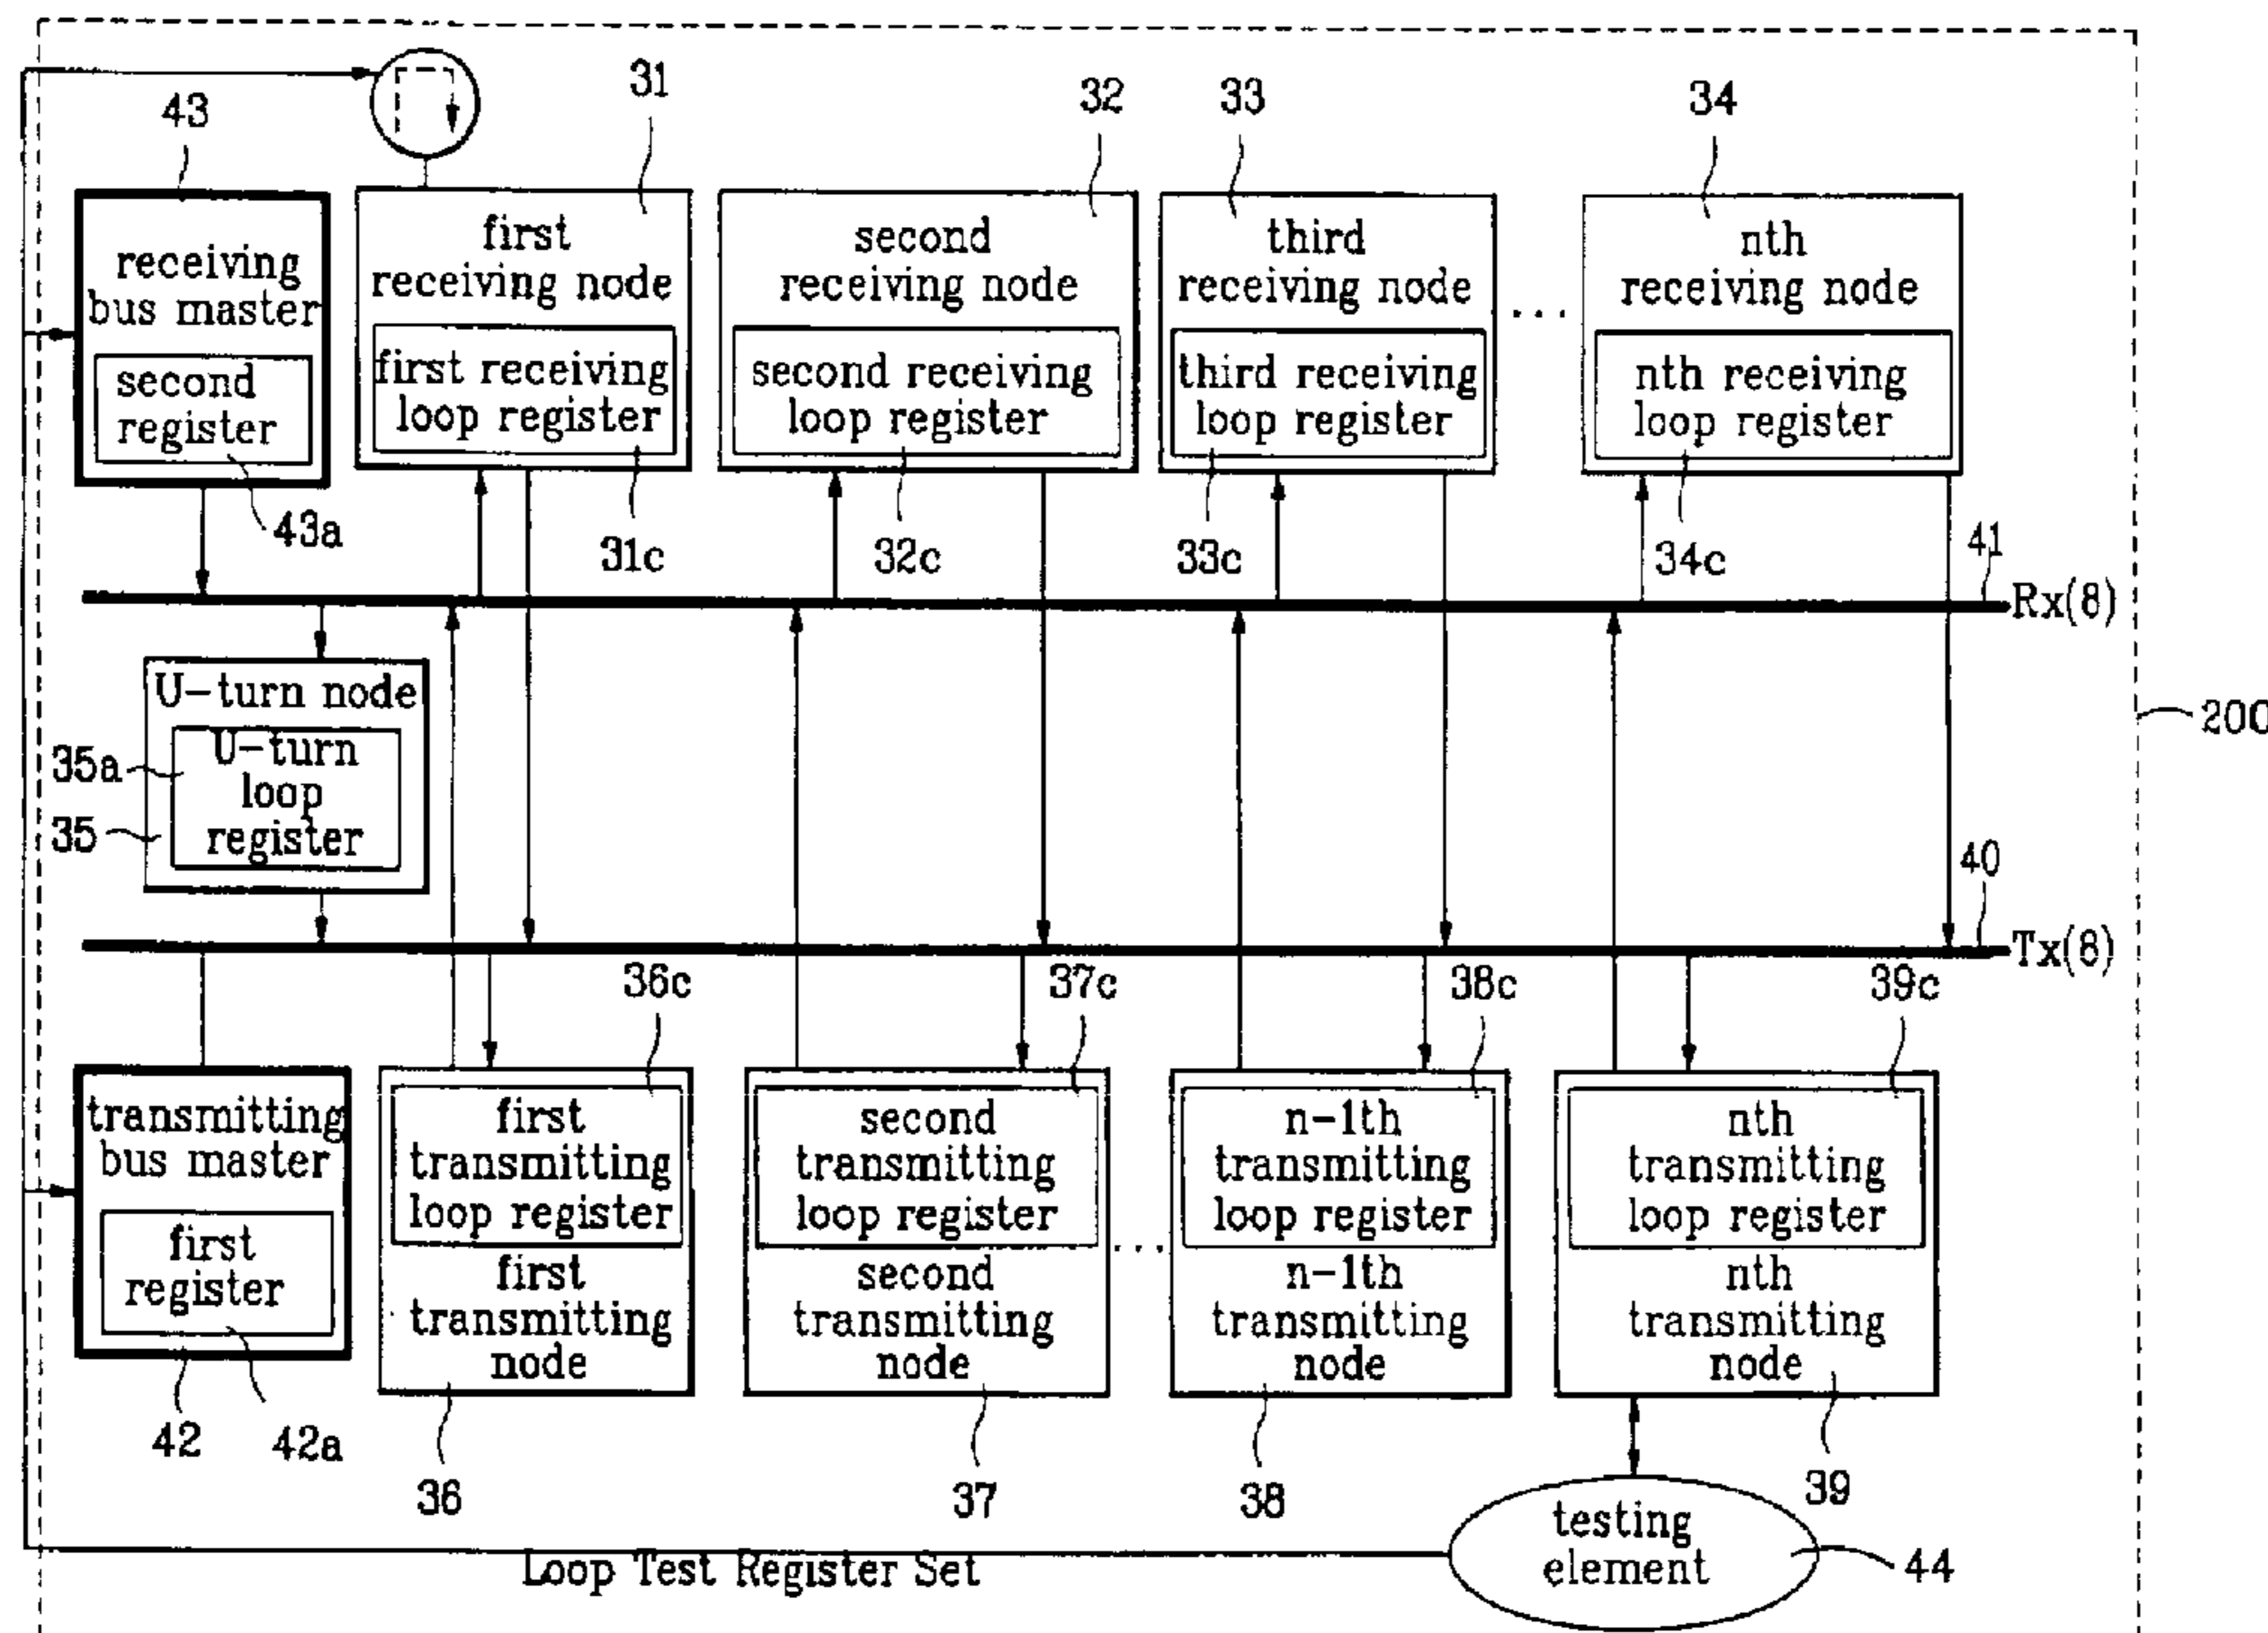 31
32
33
34
43
receiving
bus master
second
register
43a
first
receiving node
first receiving
loop register
31c
second
receiving node
second receiving
loop register
32c
third
receiving node
third receiving
loop register
33c
...
nth
receiving node
nth receiving
loop register
34c
41
Rx(8)
U-turn node
U-turn
loop
register
35a
35
200
40
Tx(8)
36c
37c
38c
39c
transmitting
bus master
first
register
42
42a
first
transmitting
loop register
first
transmitting
node
36
second
transmitting
loop register
second
transmitting
node
37
...
n-1th
transmitting
loop register
n-1th
transmitting
node
38
nth
transmitting
loop register
nth
transmitting
node
39
testing
element
44
Loop Test Register Set